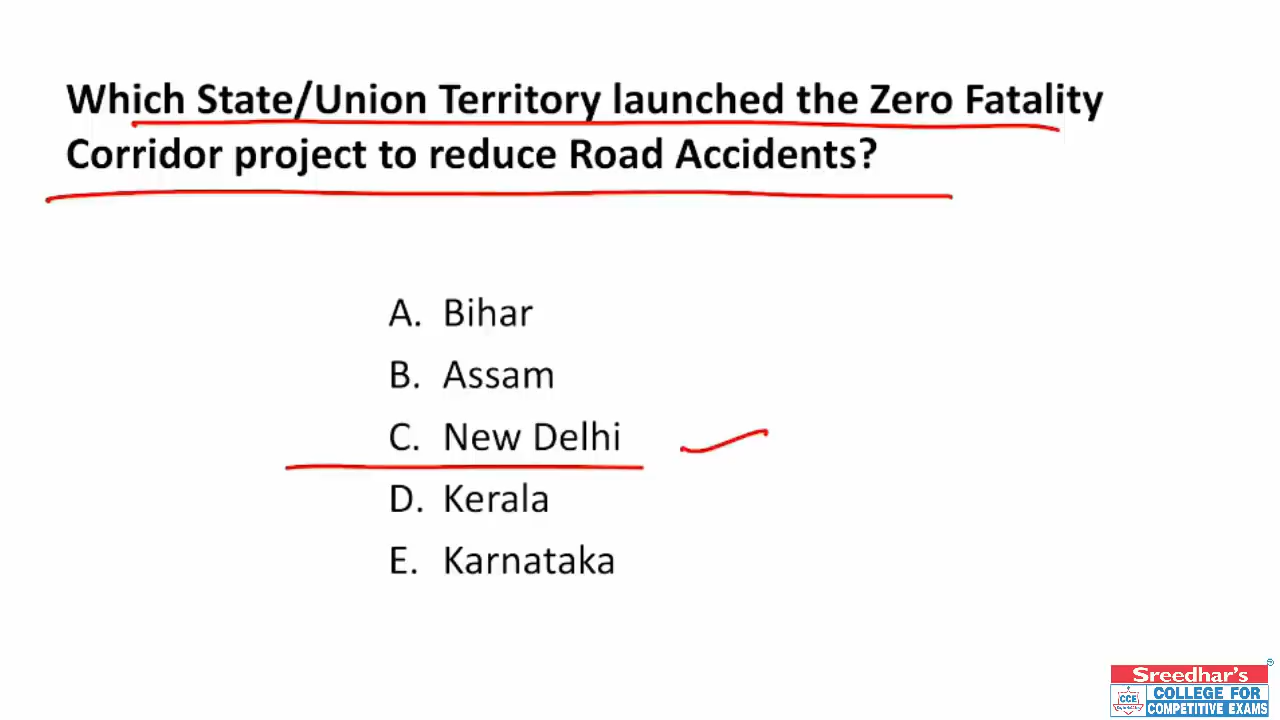 Which State/Union Territory launched the Zero Fatality
Corridor project to reduce Road Accidents?
A. Bihar
B. Assam
C. New Delhi
D. Kerala
E. Karnataka
Sreedhar's
CCE
COLLEGE FOR
COMPETITIVE EXAMS